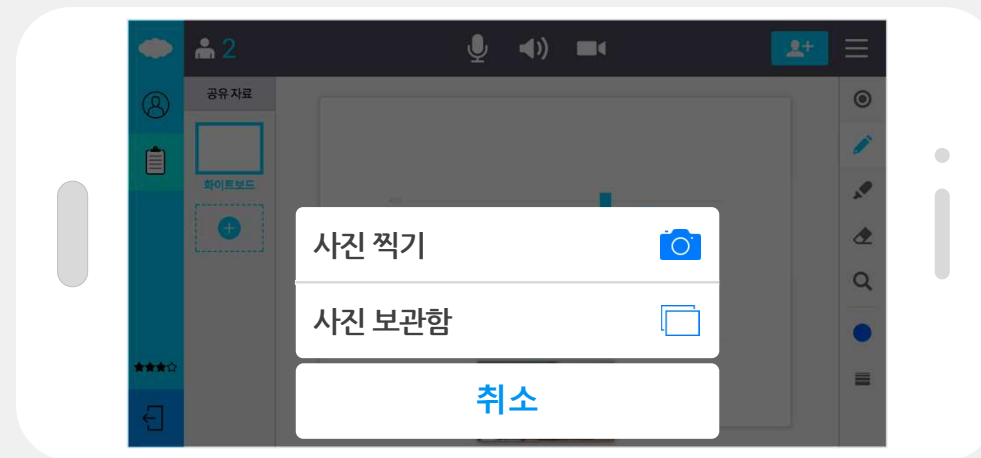 2
공유 자료
화이트보드
사진 찍기
사진 보관함
취소